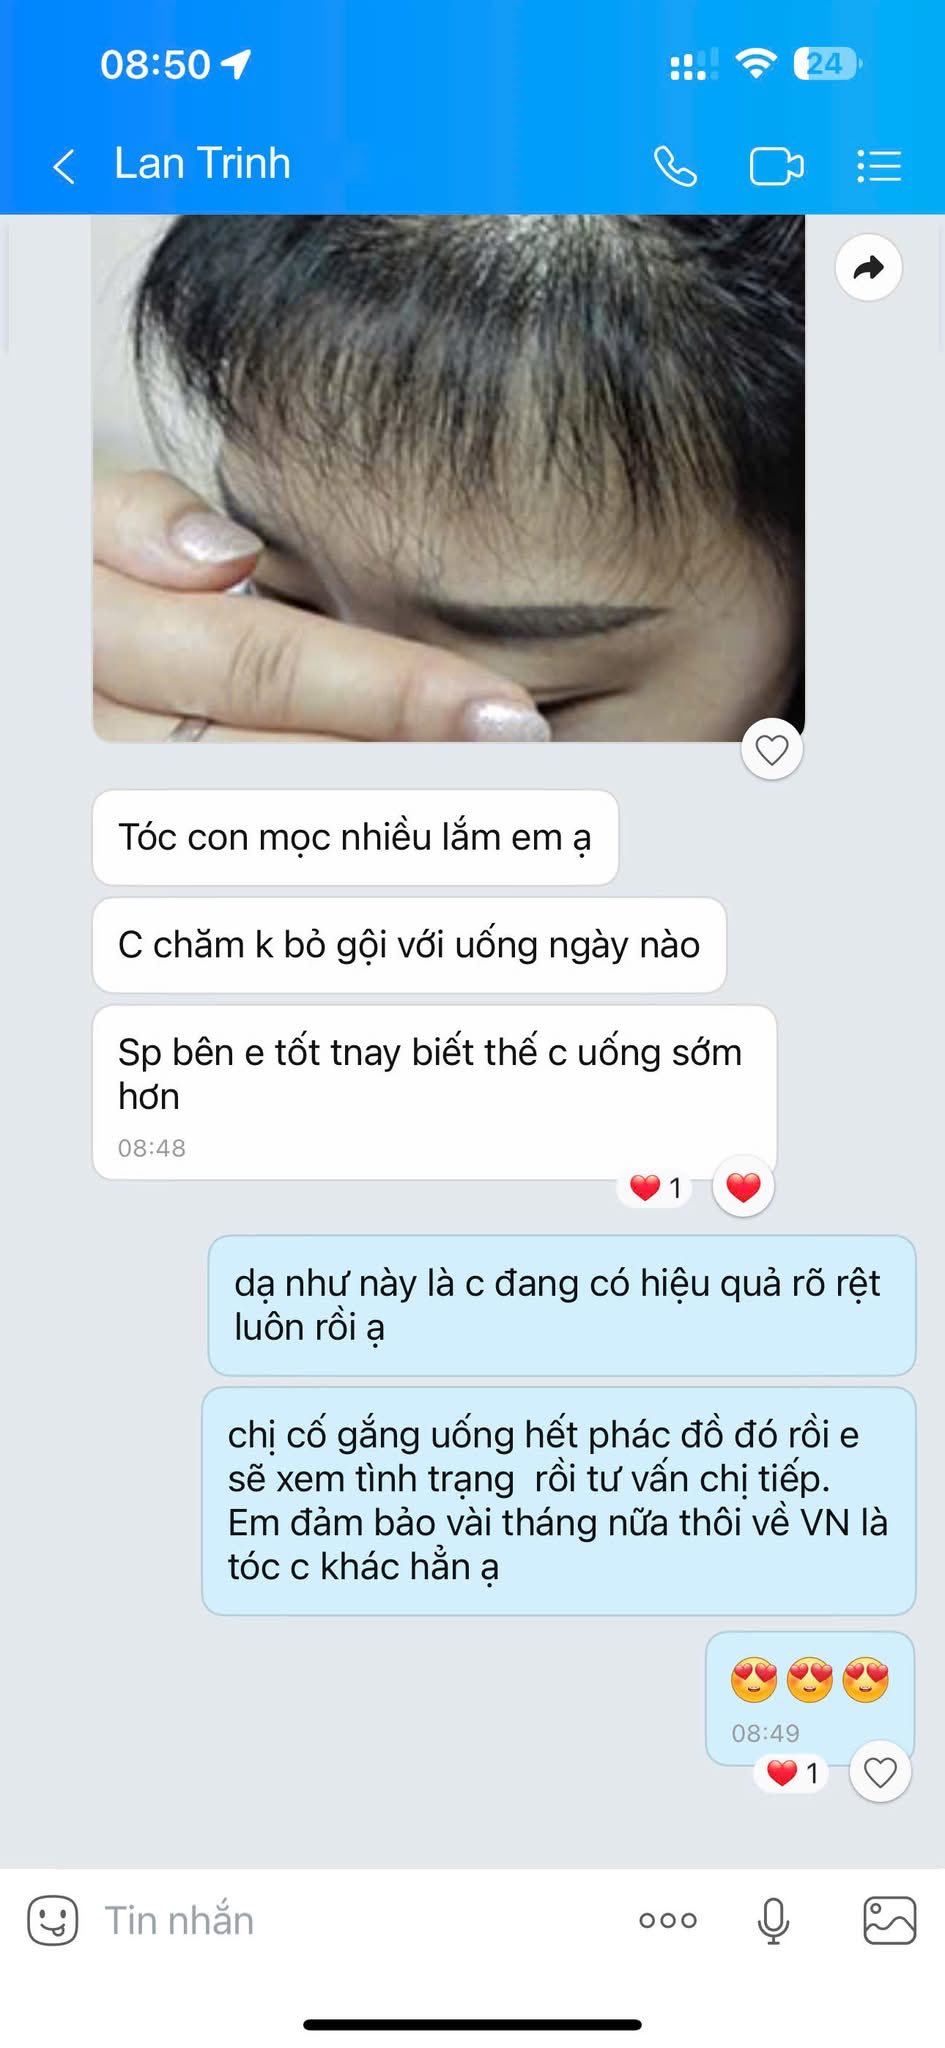 08:50
24
Lan Trinh
Tóc con mọc nhiều lắm em ạ
C chăm k bỏ gội với uống ngày nào
Sp bên e tốt tnay biết thế c uống sớm
hơn
08:48
1
dạ như này là c đang có hiệu quả rõ rệt
luôn rồi ạ
chị cố gắng uống hết phác đồ đó rồi e
sẽ xem tình trạng  rồi tư vấn chị tiếp.
Em đảm bảo vài tháng nữa thôi về VN là
tóc c khác hẳn ạ
08:49
1
Tin nhắn